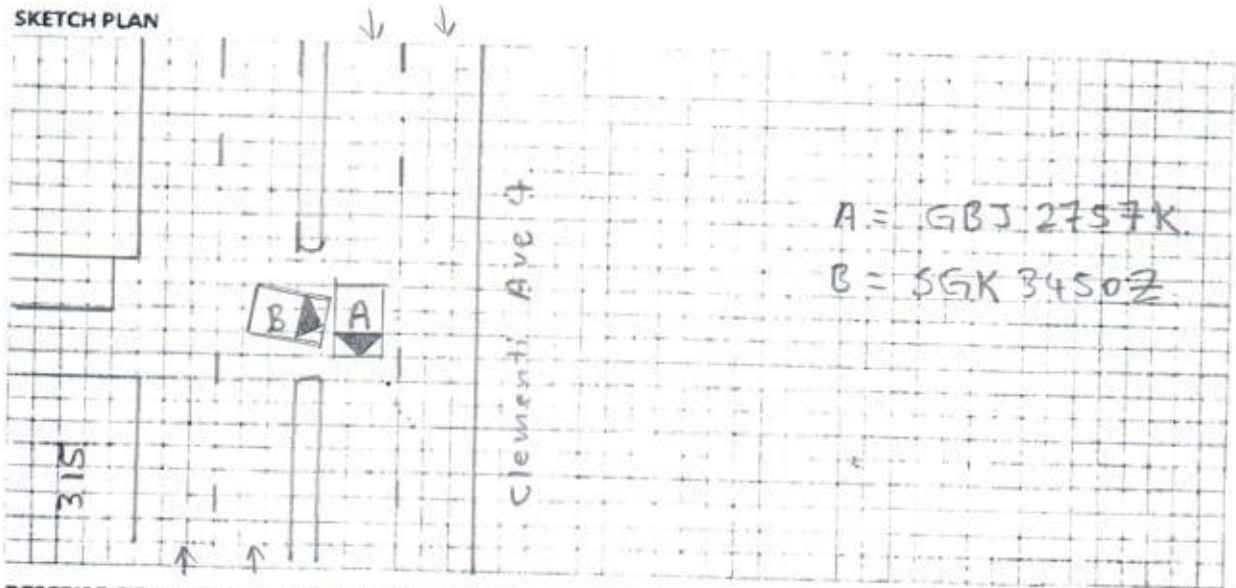 SKETCH PLAN
A = GBJ 2757K.
B = SGK 3450Z
B
A
Clementi Ave 4.
315